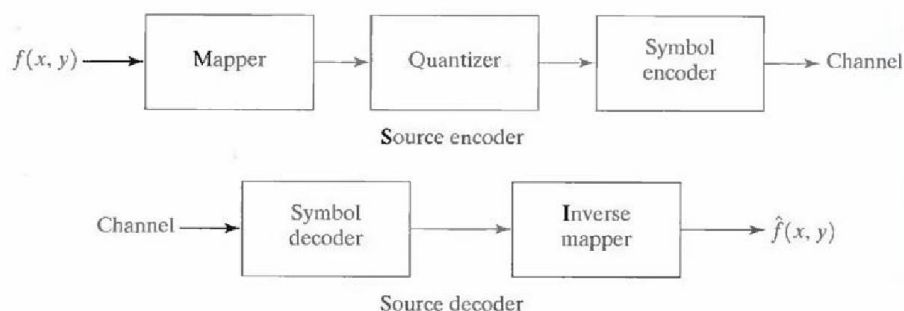 f(x, y) Mapper Quantizer Symbol encoder Channel
Source encoder
Channel Symbol decoder Inverse mapper f̂(x, y)
Source decoder